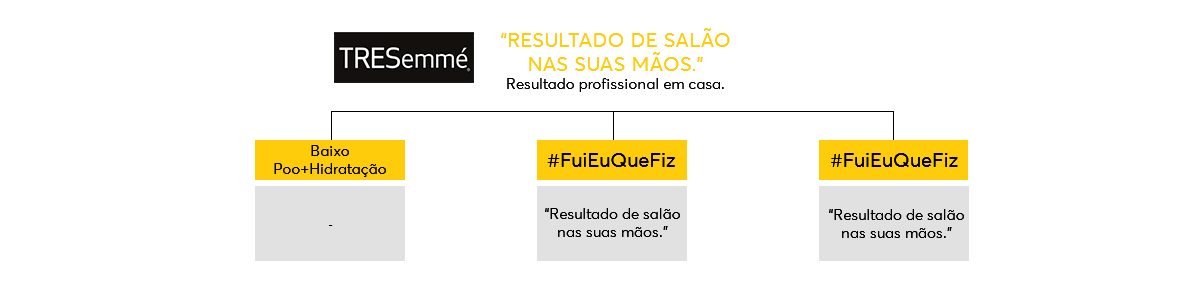 TRESemmé
“RESULTADO DE SALÃO
NAS SUAS MÃOS.”
Resultado profissional em casa.
Baixo
Poo+Hidratação
#FuiEuQueFiz
#FuiEuQueFiz
-
“Resultado de salão
nas suas mãos.”
“Resultado de salão
nas suas mãos.”